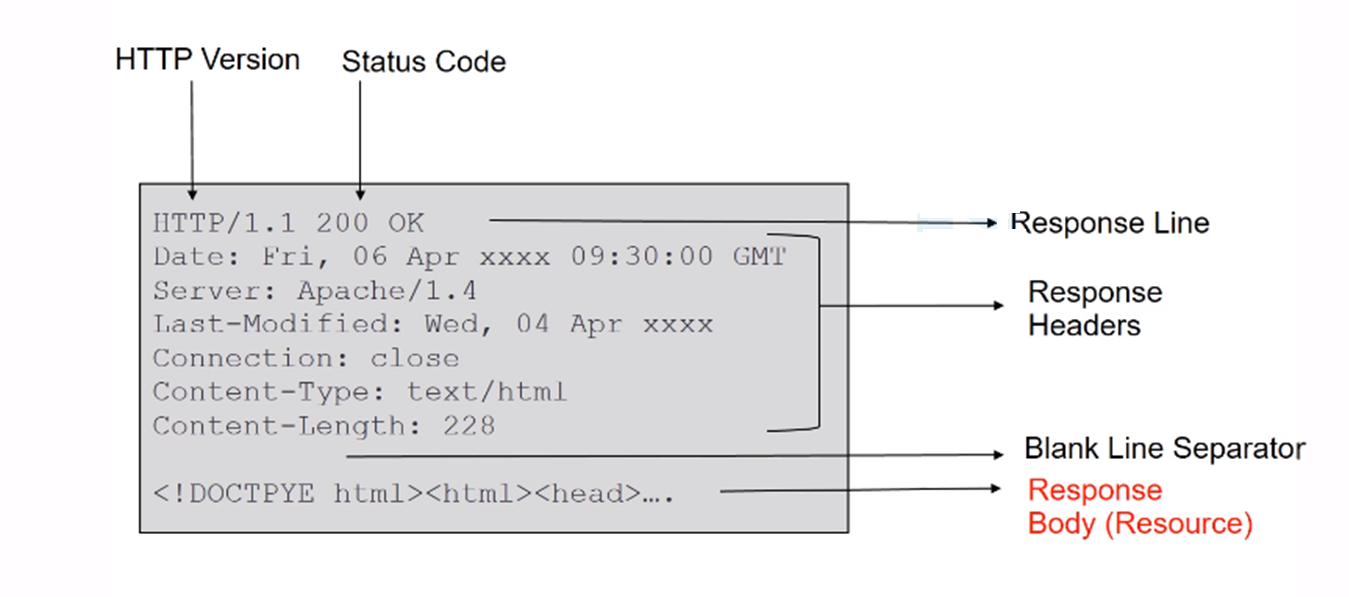 HTTP Version Status Code
HTTP/1.1 200 OK
Response Line
Date: Fri, 06 Apr xxxx 09:30:00 GMT
Server: Apache/1.4
Response
Headers
Last-Modified: Wed, 04 Apr xxxx
Connection: close
Content-Type: text/html
Content-Length: 228
Blank Line Separator
<!DOCTPYE html><html><head>….
Response
Body (Resource)